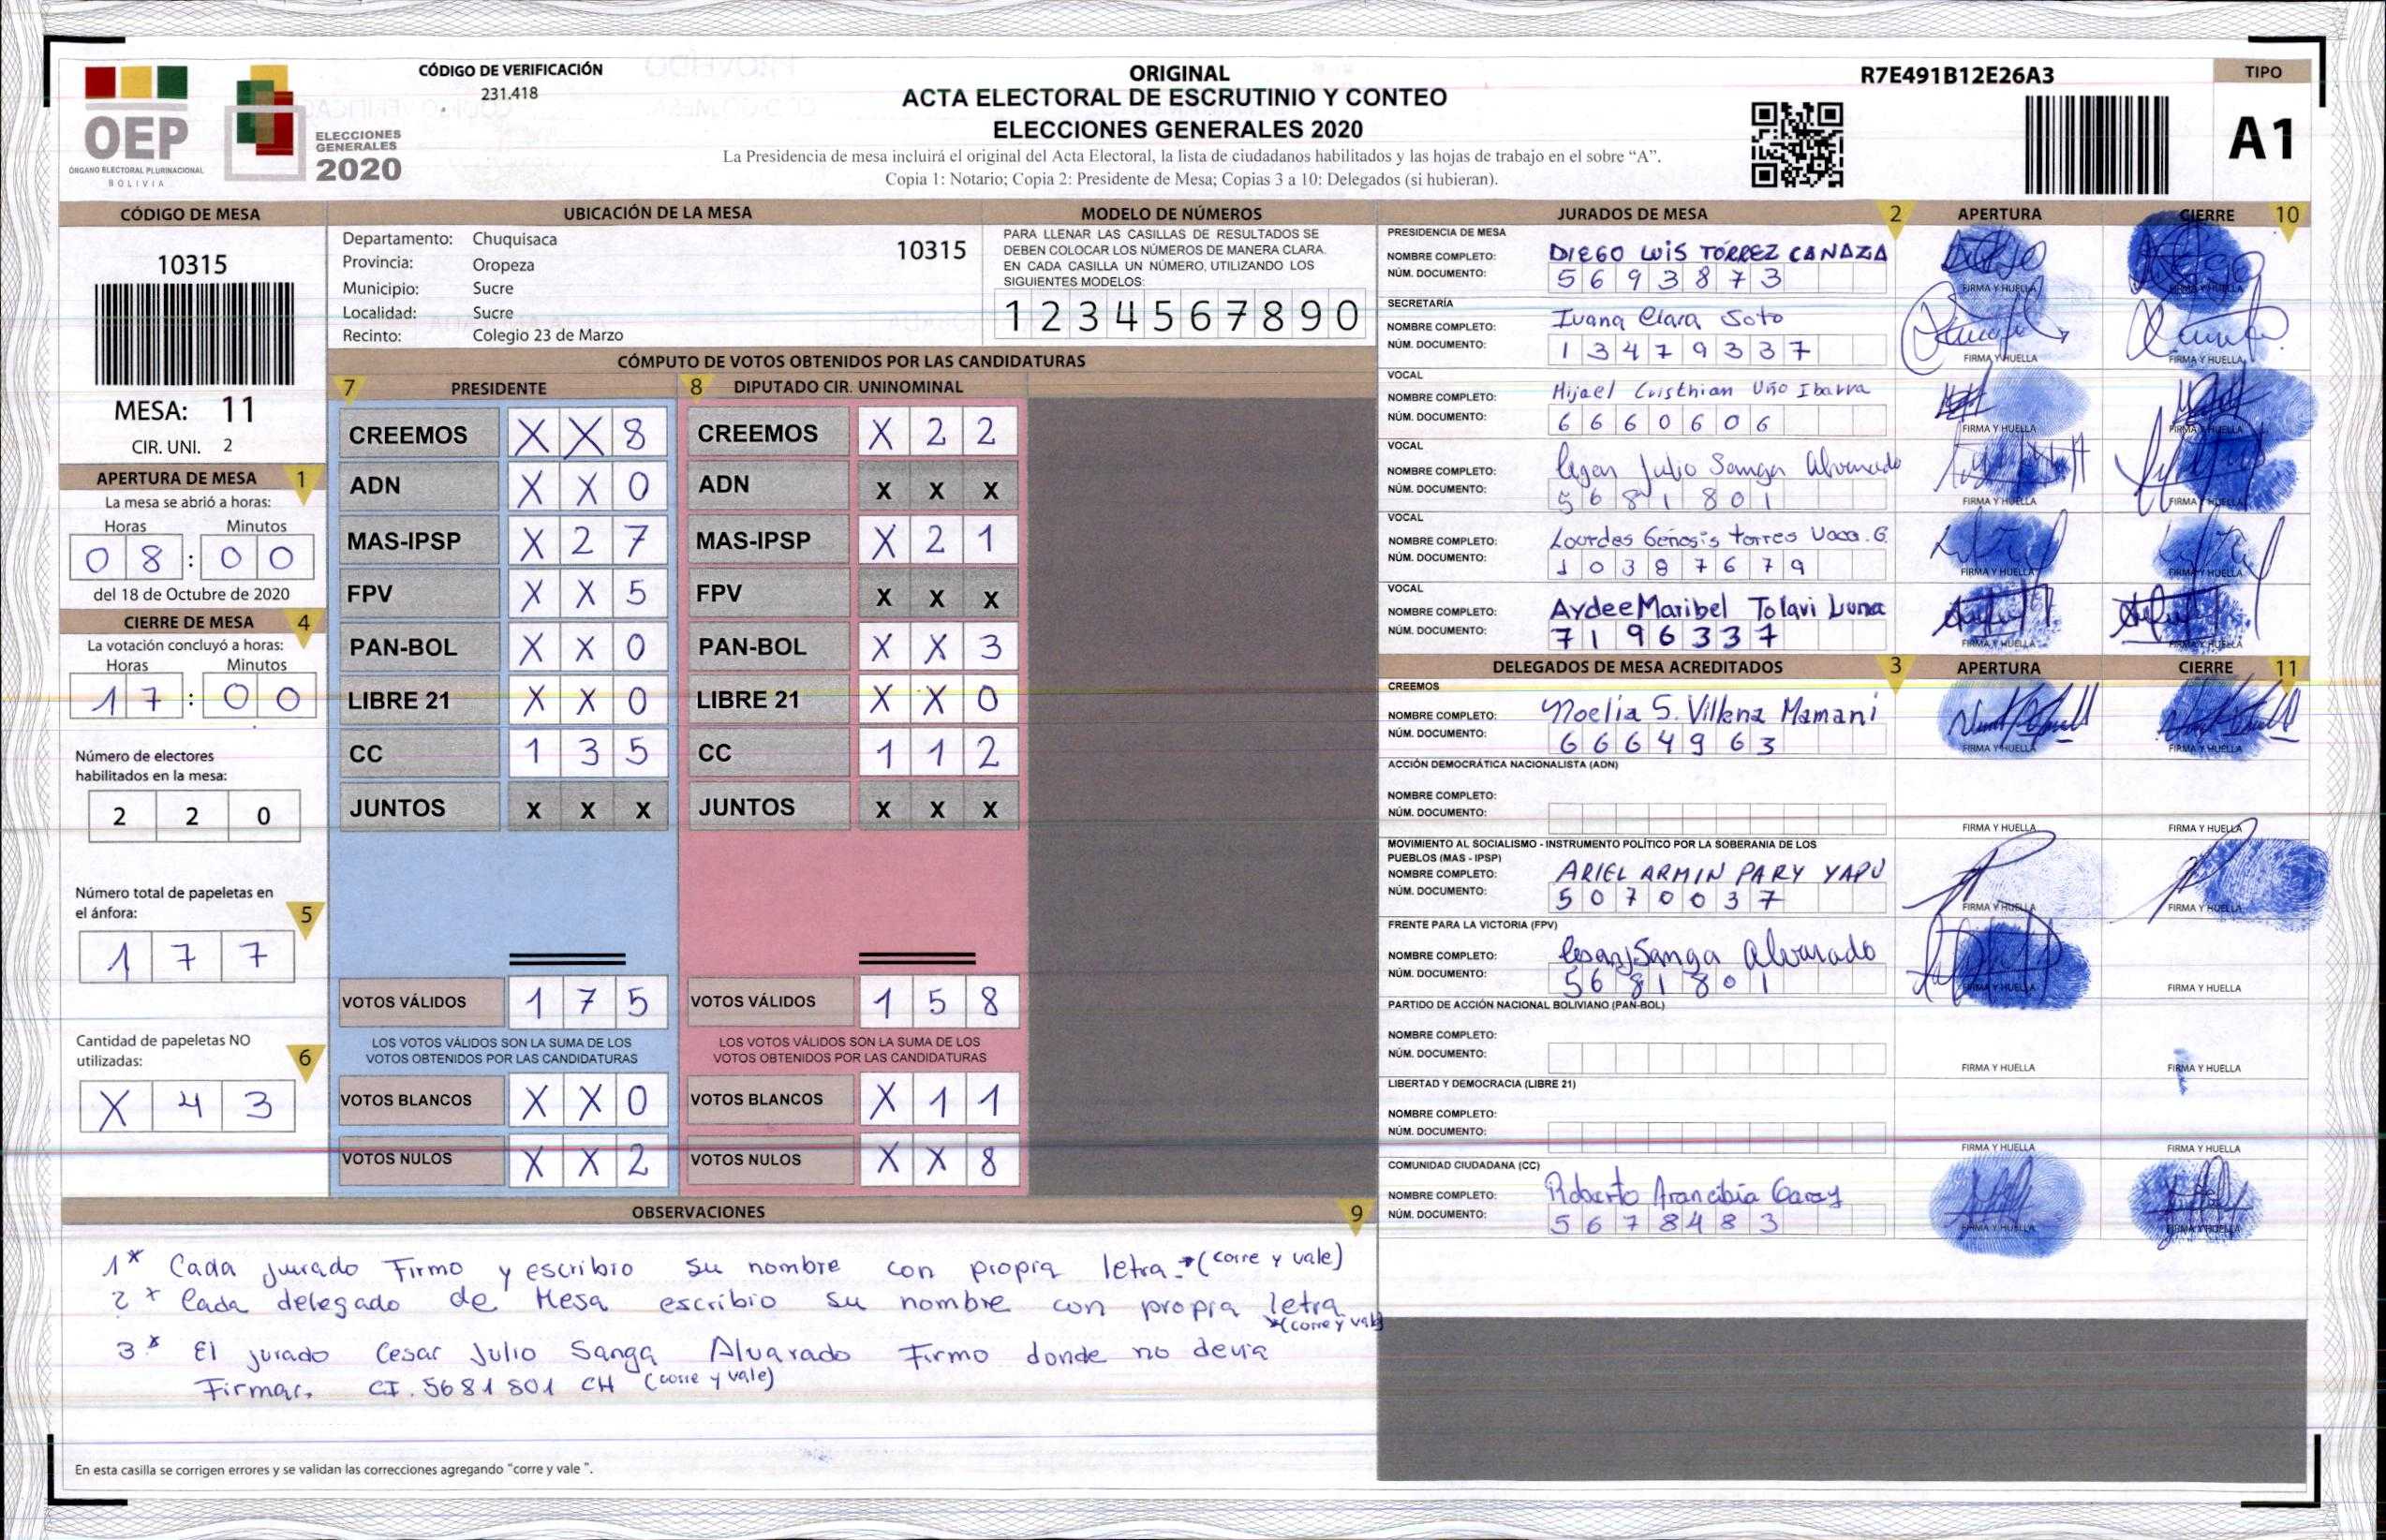 CÓDIGO DE VERIFICACIÓN
231.418
ORIGINAL
ACTA ELECTORAL DE ESCRUTINIO Y CONTEO
ELECCIONES GENERALES 2020
La Presidencia de mesa incluirá el original del Acta Electoral, la lista de ciudadanos habilitados y las hojas de trabajo en el sobre “A”.
Copia 1: Notario; Copia 2: Presidente de Mesa; Copias 3 a 10: Delegados (si hubieran).
R7E491B12E26A3
TIPO
A1
OEP
ÓRGANO ELECTORAL PLURINACIONAL
BOLIVIA
ELECCIONES
GENERALES
2020
CÓDIGO DE MESA
10315
MESA: 11
CIR. UNI. 2
APERTURA DE MESA 1
La mesa se abrió a horas:
Horas Minutos
0 8 : 0 0
del 18 de Octubre de 2020
CIERRE DE MESA 4
La votación concluyó a horas:
Horas Minutos
1 7 : 0 0
Número de electores
habilitados en la mesa:
2 2 0
Número total de papeletas en
el ánfora: 5
1 7 7
Cantidad de papeletas NO
utilizadas: 6
X 4 3
UBICACIÓN DE LA MESA
Departamento: Chuquisaca 10315
Provincia: Oropeza
Municipio: Sucre
Localidad: Sucre
Recinto: Colegio 23 de Marzo
MODELO DE NÚMEROS
PARA LLENAR LAS CASILLAS DE RESULTADOS SE
DEBEN COLOCAR LOS NÚMEROS DE MANERA CLARA.
EN CADA CASILLA UN NÚMERO, UTILIZANDO LOS
SIGUIENTES MODELOS:
1 2 3 4 5 6 7 8 9 0
CÓMPUTO DE VOTOS OBTENIDOS POR LAS CANDIDATURAS
7 PRESIDENTE
CREEMOS X X 8
ADN X X 0
MAS-IPSP X 2 7
FPV X X 5
PAN-BOL X X 0
LIBRE 21 X X 0
CC 1 3 5
JUNTOS X X X
VOTOS VÁLIDOS 1 7 5
LOS VOTOS VÁLIDOS SON LA SUMA DE LOS
VOTOS OBTENIDOS POR LAS CANDIDATURAS
VOTOS BLANCOS X X 0
VOTOS NULOS X X 2
8 DIPUTADO CIR. UNINOMINAL
CREEMOS X 2 2
ADN X X X
MAS-IPSP X 2 1
FPV X X X
PAN-BOL X X 3
LIBRE 21 X X 0
CC 1 1 2
JUNTOS X X X
VOTOS VÁLIDOS 1 5 8
LOS VOTOS VÁLIDOS SON LA SUMA DE LOS
VOTOS OBTENIDOS POR LAS CANDIDATURAS
VOTOS BLANCOS X 1 1
VOTOS NULOS X X 8
JURADOS DE MESA 2 APERTURA CIERRE 10
PRESIDENCIA DE MESA
NOMBRE COMPLETO: DIEGO LUIS TÓRREZ CANAZA
NÚM. DOCUMENTO: 5 6 9 3 8 7 3
FIRMA Y HUELLA
SECRETARÍA
NOMBRE COMPLETO: Ivana Clara Soto
NÚM. DOCUMENTO: 1 3 4 7 9 3 3 7
FIRMA Y HUELLA FIRMA Y HUELLA
VOCAL
NOMBRE COMPLETO: Mijael Cristhian Uño Ibarra
NÚM. DOCUMENTO: 6 6 6 0 6 0 6
FIRMA Y HUELLA FIRMA Y HUELLA
VOCAL
NOMBRE COMPLETO: Julio Sanga Alvarado
NÚM. DOCUMENTO: 5 6 8 1 8 0 1
FIRMA Y HUELLA FIRMA Y HUELLA
VOCAL
NOMBRE COMPLETO: Lourdes Génesis torres Vaca. G.
NÚM. DOCUMENTO: 1 0 3 8 7 6 7 9
FIRMA Y HUELLA FIRMA Y HUELLA
VOCAL
NOMBRE COMPLETO: Aydee Maribel Tolavi Luna
NÚM. DOCUMENTO: 7 1 9 6 3 3 7
FIRMA Y HUELLA FIRMA Y HUELLA
DELEGADOS DE MESA ACREDITADOS 3 APERTURA CIERRE 11
CREEMOS
NOMBRE COMPLETO: Noelia S. Villena Mamani
NÚM. DOCUMENTO: 6 6 6 4 9 6 3
FIRMA Y HUELLA FIRMA Y HUELLA
ACCIÓN DEMOCRÁTICA NACIONALISTA (ADN)
NOMBRE COMPLETO:
NÚM. DOCUMENTO:
FIRMA Y HUELLA FIRMA Y HUELLA
MOVIMIENTO AL SOCIALISMO - INSTRUMENTO POLÍTICO POR LA SOBERANIA DE LOS
PUEBLOS (MAS - IPSP)
NOMBRE COMPLETO: ARIEL ARMIN PARY YAPU
NÚM. DOCUMENTO: 5 0 7 0 0 3 7
FIRMA Y HUELLA FIRMA Y HUELLA
FRENTE PARA LA VICTORIA (FPV)
NOMBRE COMPLETO: Cesar J Sanga Alvarado
NÚM. DOCUMENTO: 5 6 8 1 8 0 1
FIRMA Y HUELLA FIRMA Y HUELLA
PARTIDO DE ACCIÓN NACIONAL BOLIVIANO (PAN-BOL)
NOMBRE COMPLETO:
NÚM. DOCUMENTO:
FIRMA Y HUELLA FIRMA Y HUELLA
LIBERTAD Y DEMOCRACIA (LIBRE 21)
NOMBRE COMPLETO:
NÚM. DOCUMENTO:
FIRMA Y HUELLA FIRMA Y HUELLA
COMUNIDAD CIUDADANA (CC)
NOMBRE COMPLETO: Roberto Arancibia Garay
NÚM. DOCUMENTO: 5 6 7 8 4 8 3
FIRMA Y HUELLA FIRMA Y HUELLA
OBSERVACIONES 9
1* Cada jurado Firmo y escribio su nombre con propia letra. *(corre y vale)
2* Cada delegado de Mesa escribio su nombre con propia letra
*(corre y vale)
3* El jurado Cesar Julio Sanga Alvarado Firmo donde no devia
Firmar. CI. 5681801 CH (corre y vale)
En esta casilla se corrigen errores y se validan las correcciones agregando “corre y vale ”.